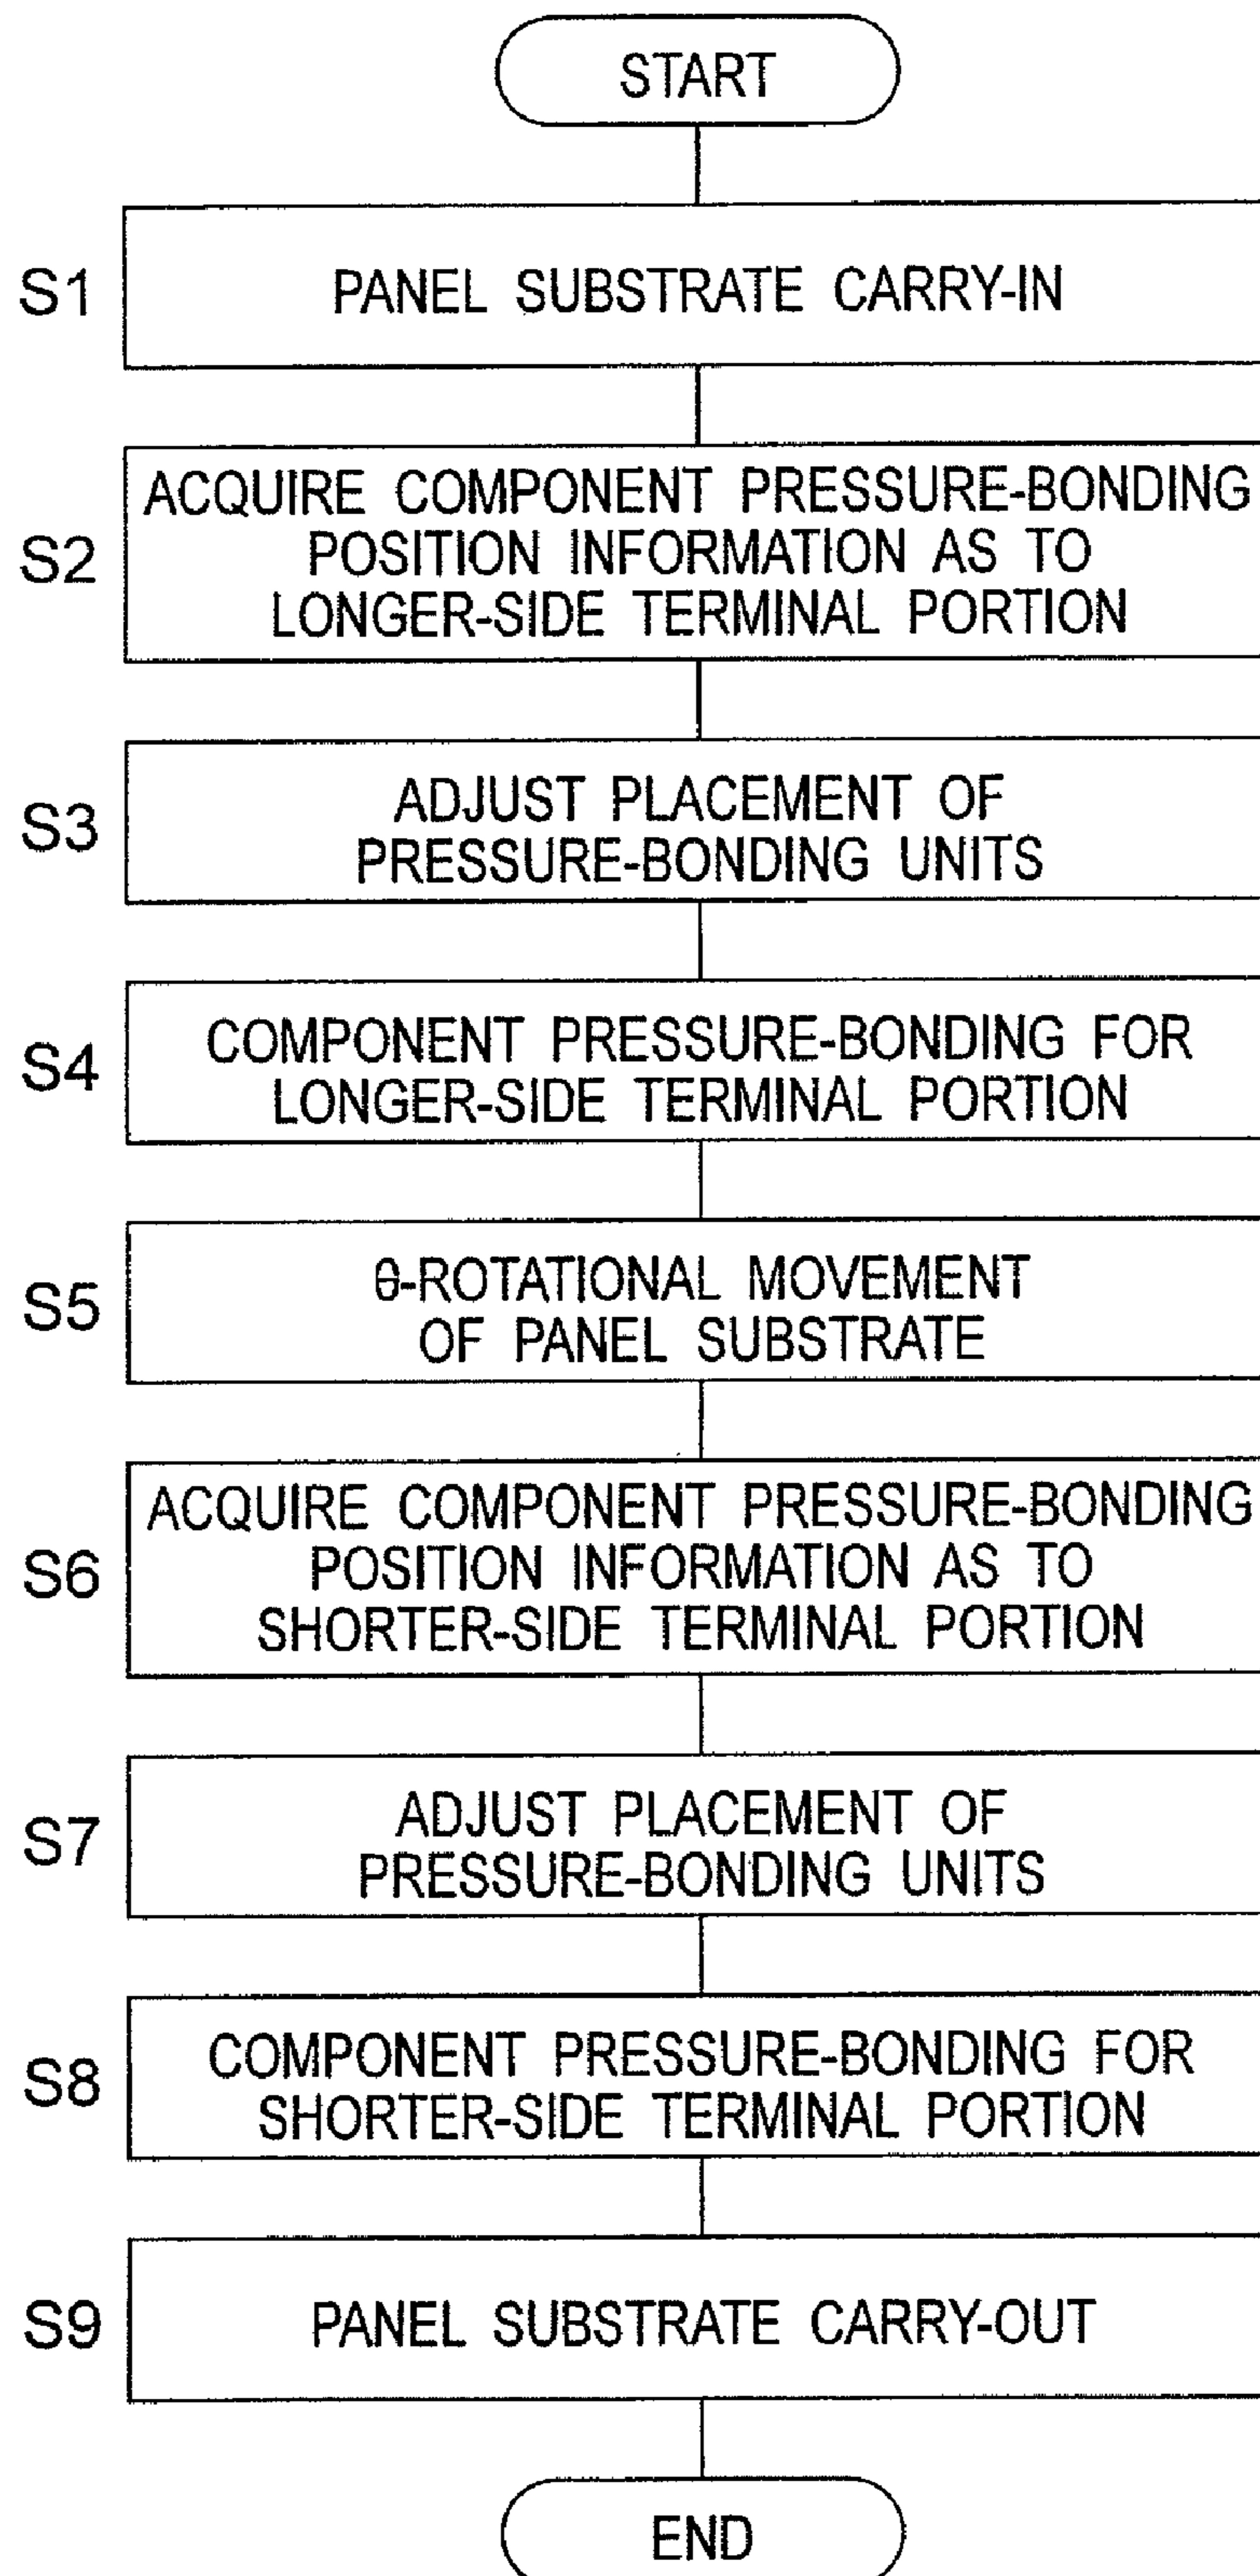 START
S1
PANEL SUBSTRATE CARRY-IN
S2
ACQUIRE COMPONENT PRESSURE-BONDING
POSITION INFORMATION AS TO
LONGER-SIDE TERMINAL PORTION
S3
ADJUST PLACEMENT OF
PRESSURE-BONDING UNITS
S4
COMPONENT PRESSURE-BONDING FOR
LONGER-SIDE TERMINAL PORTION
S5
θ-ROTATIONAL MOVEMENT
OF PANEL SUBSTRATE
S6
ACQUIRE COMPONENT PRESSURE-BONDING
POSITION INFORMATION AS TO
SHORTER-SIDE TERMINAL PORTION
S7
ADJUST PLACEMENT OF
PRESSURE-BONDING UNITS
S8
COMPONENT PRESSURE-BONDING FOR
SHORTER-SIDE TERMINAL PORTION
S9
PANEL SUBSTRATE CARRY-OUT
END